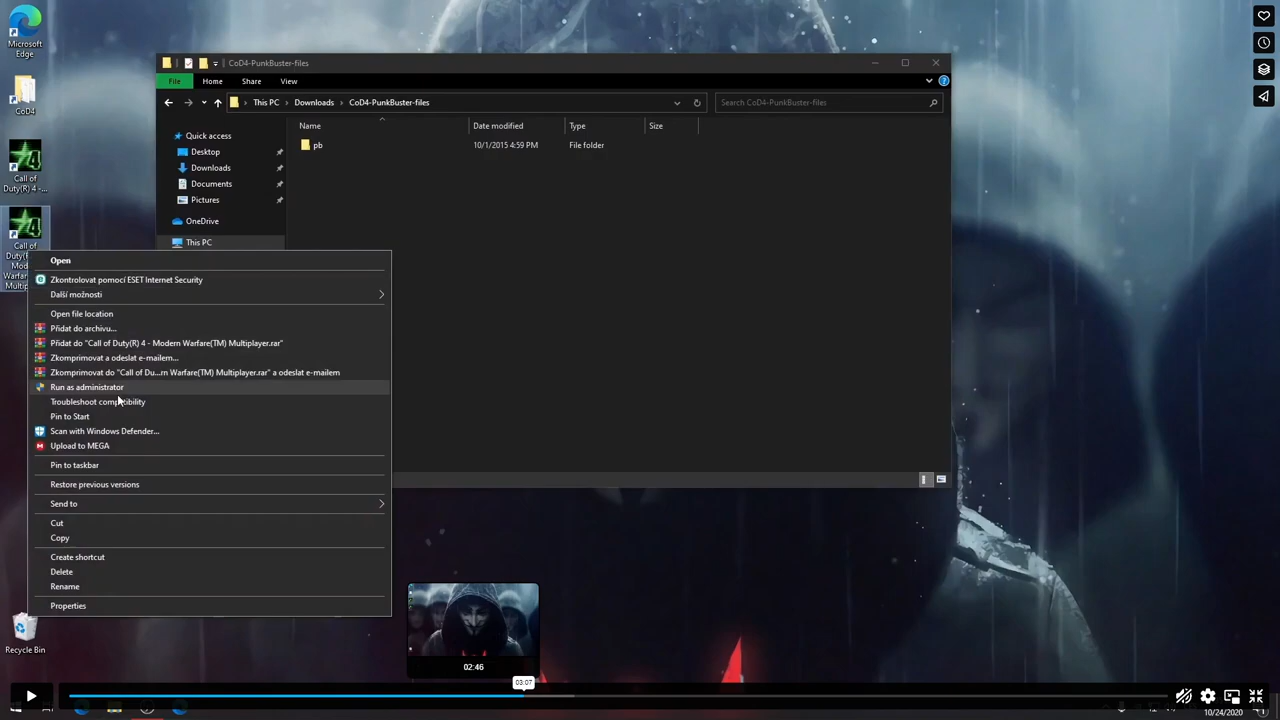 Microsoft
Edge
CoD4
Call of
Duty(R) 4 -...
Call of
Duty(R)
Mod
Warfare
Multip
Recycle Bin
CoD4-PunkBuster-files
File
Home
Share
View
This PC
Downloads
CoD4-PunkBuster-files
Search CoD4-PunkBuster-files
Quick access
Desktop
Downloads
Documents
Pictures
OneDrive
This PC
Name
Date modified
Type
Size
pb
10/1/2015 4:59 PM
File folder
Open
Zkontrolovat pomocí ESET Internet Security
Další možnosti
Open file location
Přidat do archivu...
Přidat do "Call of Duty(R) 4 - Modern Warfare(TM) Multiplayer.rar"
Zkomprimovat a odeslat e-mailem...
Zkomprimovat do "Call of Du...rn Warfare(TM) Multiplayer.rar" a odeslat e-mailem
Run as administrator
Troubleshoot compatibility
Pin to Start
Scan with Windows Defender...
Upload to MEGA
Pin to taskbar
Restore previous versions
Send to
Cut
Copy
Create shortcut
Delete
Rename
Properties
02:46
03:07
10/24/2020